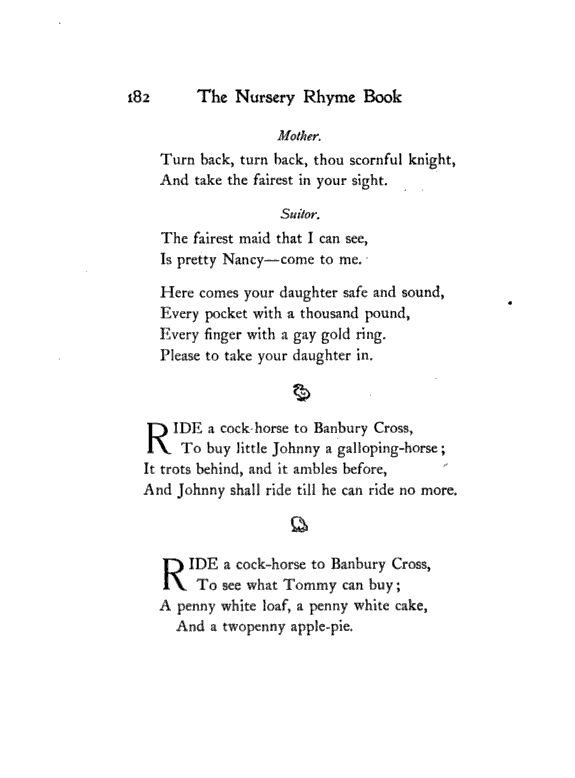 182 The Nursery Rhyme Book
Mother.
Turn back, turn back, thou scornful knight,
And take the fairest in your sight.
Suitor.
The fairest maid that I can see,
Is pretty Nancy—come to me.
Here comes your daughter safe and sound,
Every pocket with a thousand pound,
Every finger with a gay gold ring.
Please to take your daughter in.
RIDE a cock-horse to Banbury Cross,
To buy little Johnny a galloping-horse;
It trots behind, and it ambles before,
And Johnny shall ride till he can ride no more.
RIDE a cock-horse to Banbury Cross,
To see what Tommy can buy;
A penny white loaf, a penny white cake,
And a twopenny apple-pie.